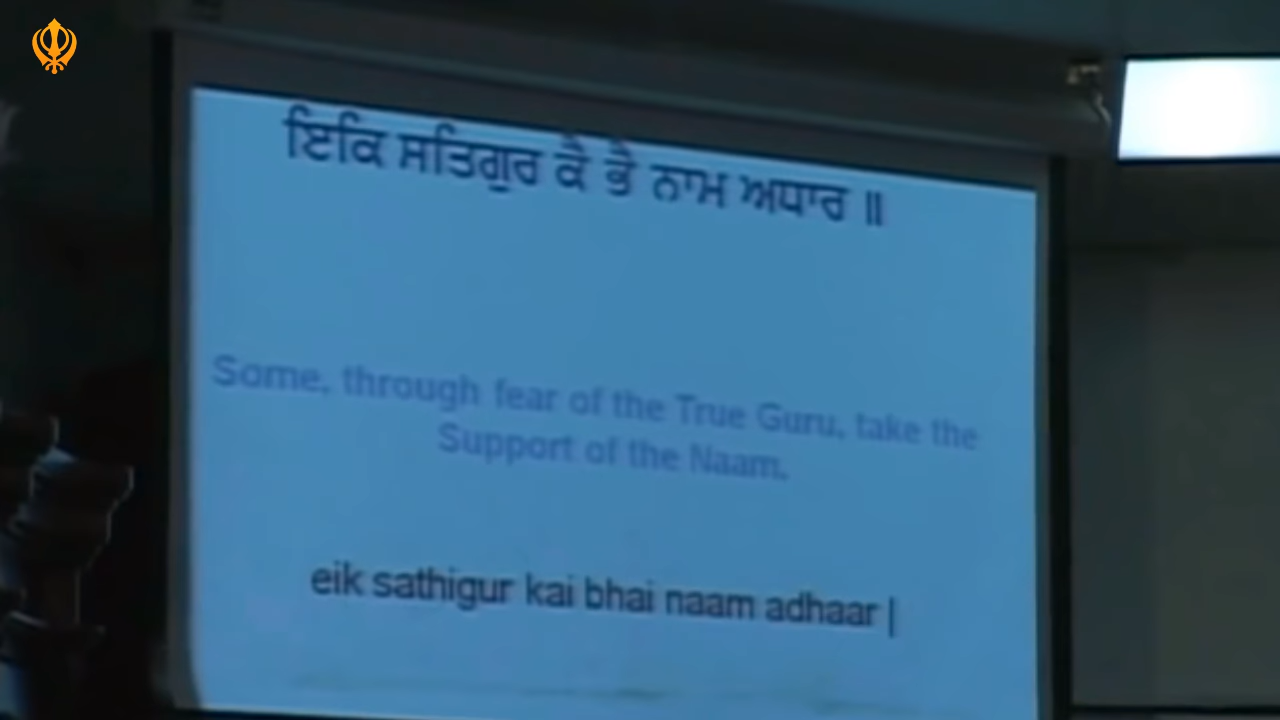 ਇਕਿ ਸਤਿਗੁਰ ਕੈ ਭੈ ਨਾਮ ਅਧਾਰ ॥
Some, through fear of the True Guru, take the
Support of the Naam.
eik sathigur kai bhai naam adhaar |